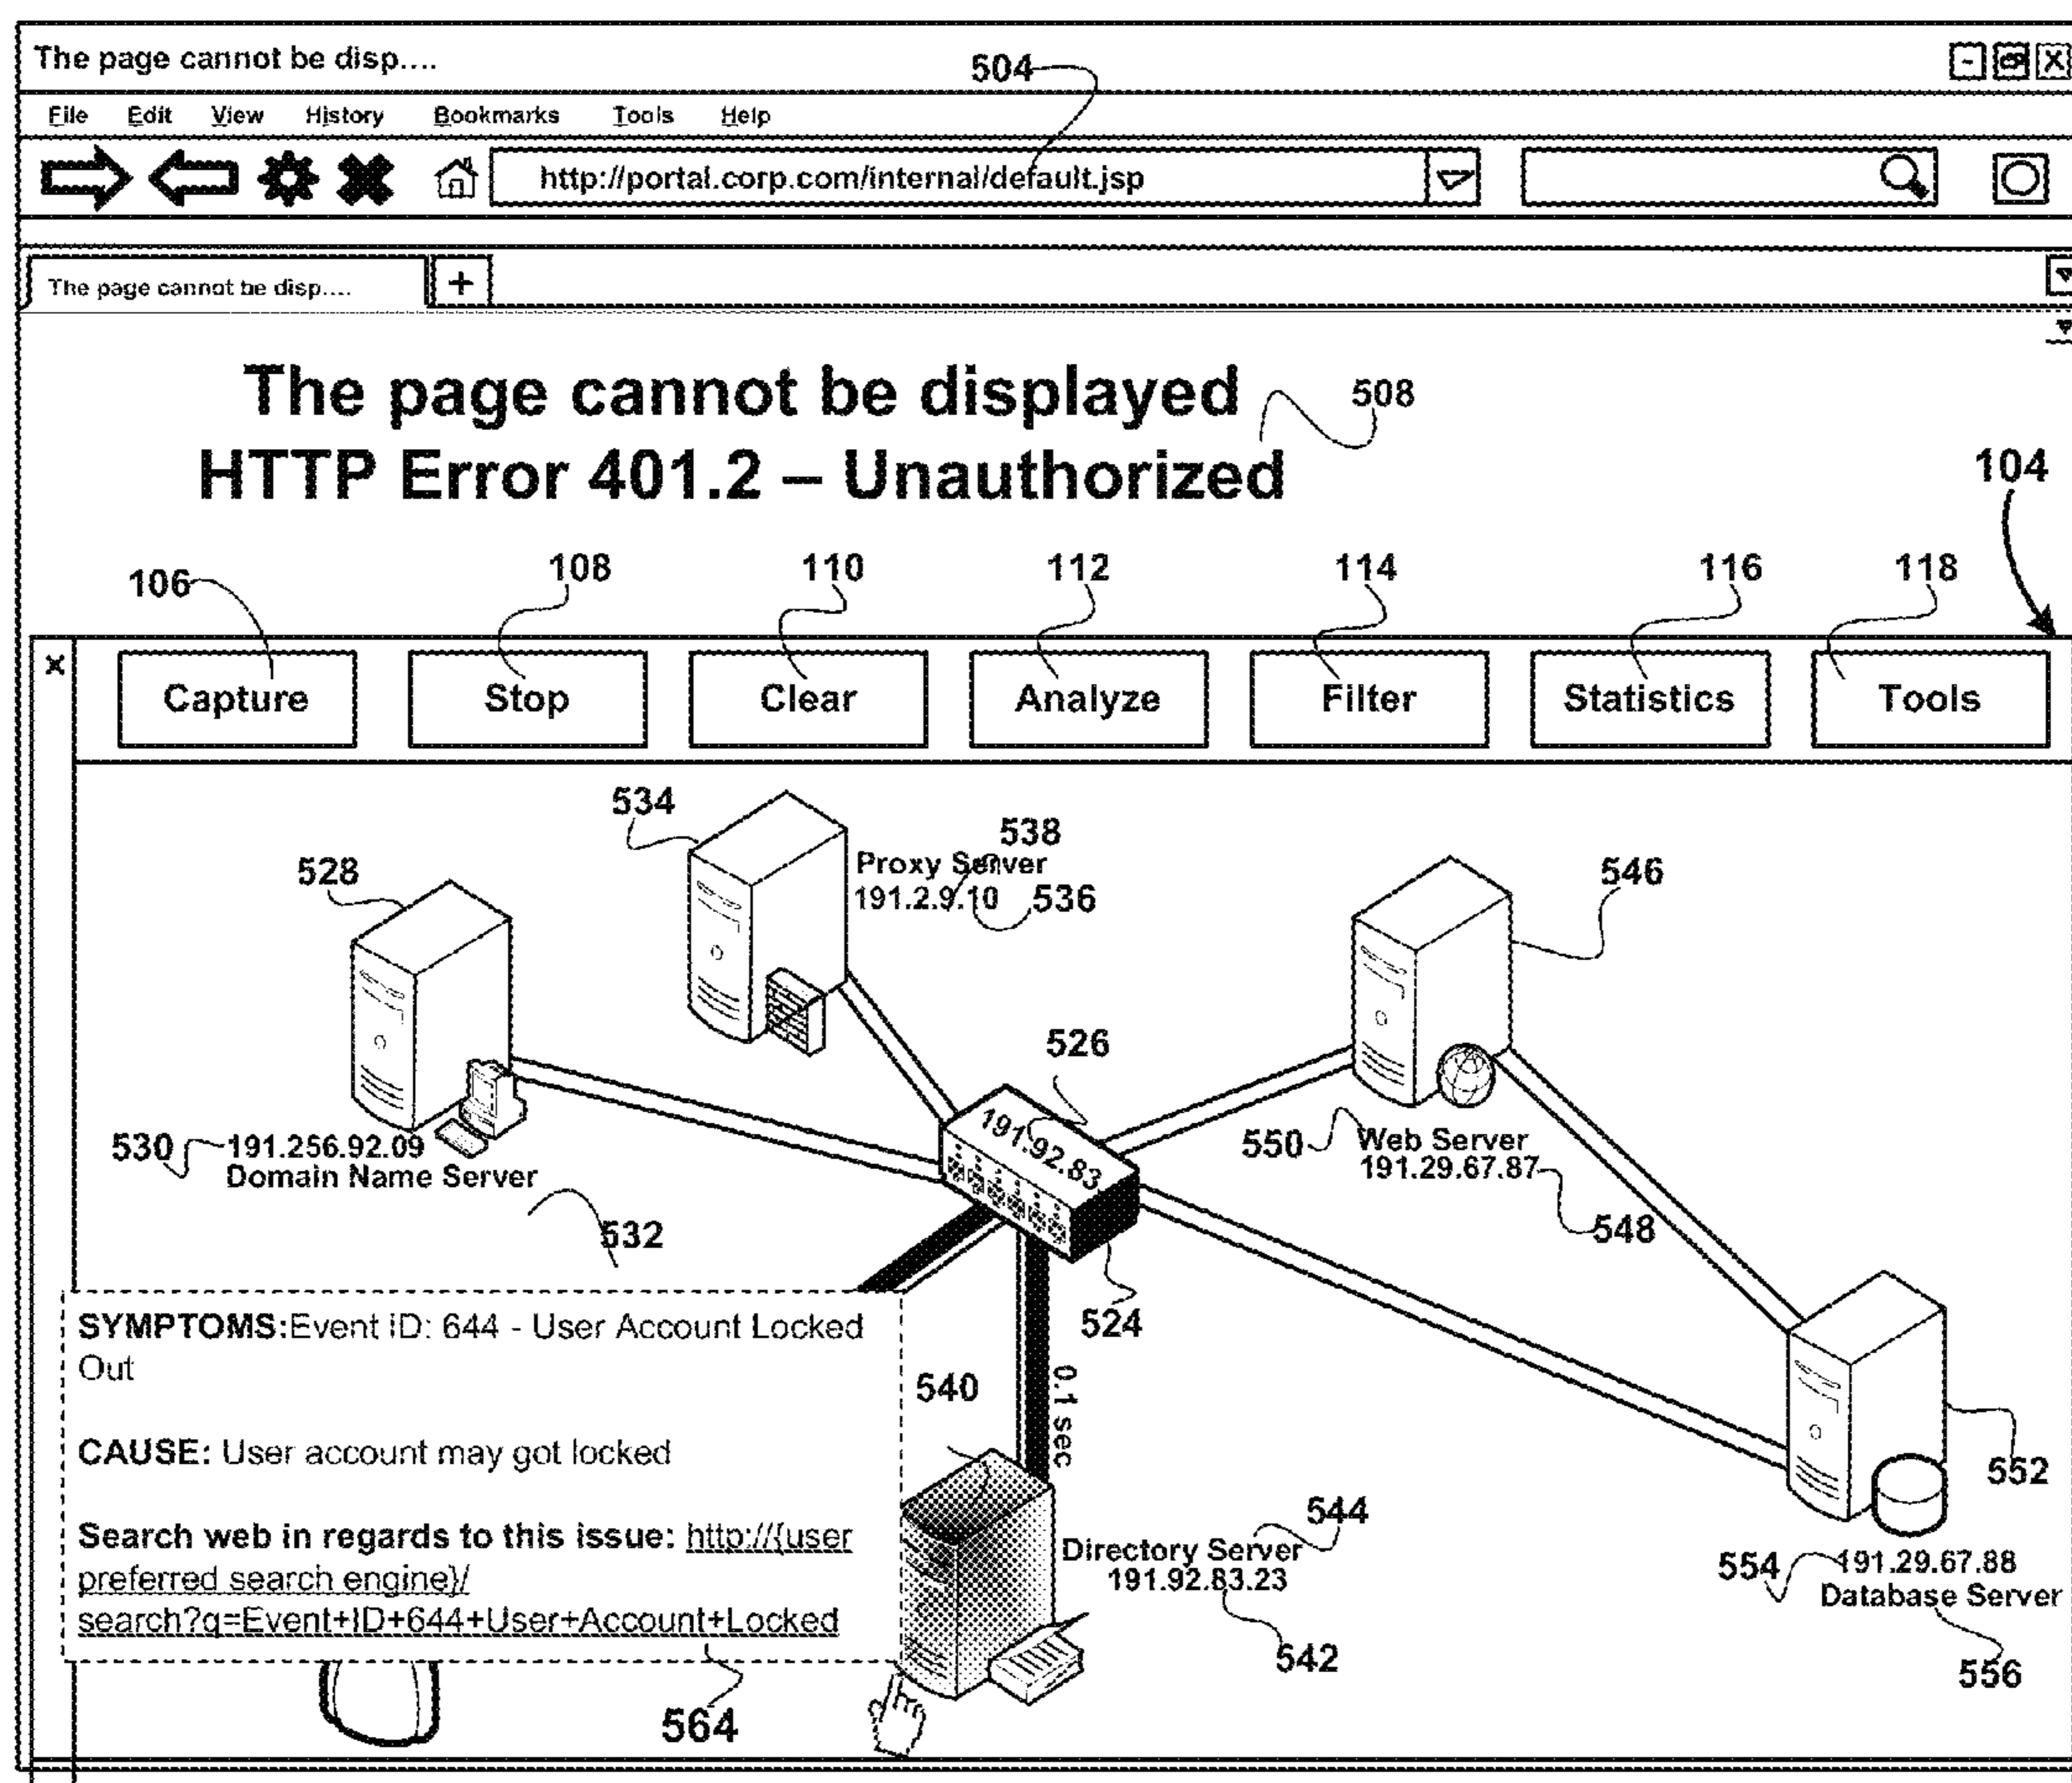 The page cannot be disp....
504
File Edit View History Bookmarks Tools Help
http://portal.corp.com/internal/default.jsp
The page cannot be disp....
+
The page cannot be displayed
508
HTTP Error 401.2 – Unauthorized
104
106 108 110 112 114 116 118
x
Capture Stop Clear Analyze Filter Statistics Tools
534
538
Proxy Server
191.2.9.10 536
528
546
526
191.92.83
530 191.256.92.09
Domain Name Server
532
550 Web Server
191.29.67.87
548
524
SYMPTOMS:Event ID: 644 - User Account Locked
Out
CAUSE: User account may got locked
Search web in regards to this issue: http://{user
preferred search engine}/
search?q=Event+ID+644+User+Account+Locked
564
540
0.1 sec
544
Directory Server
191.92.83.23
542
552
554 191.29.67.88
Database Server
556